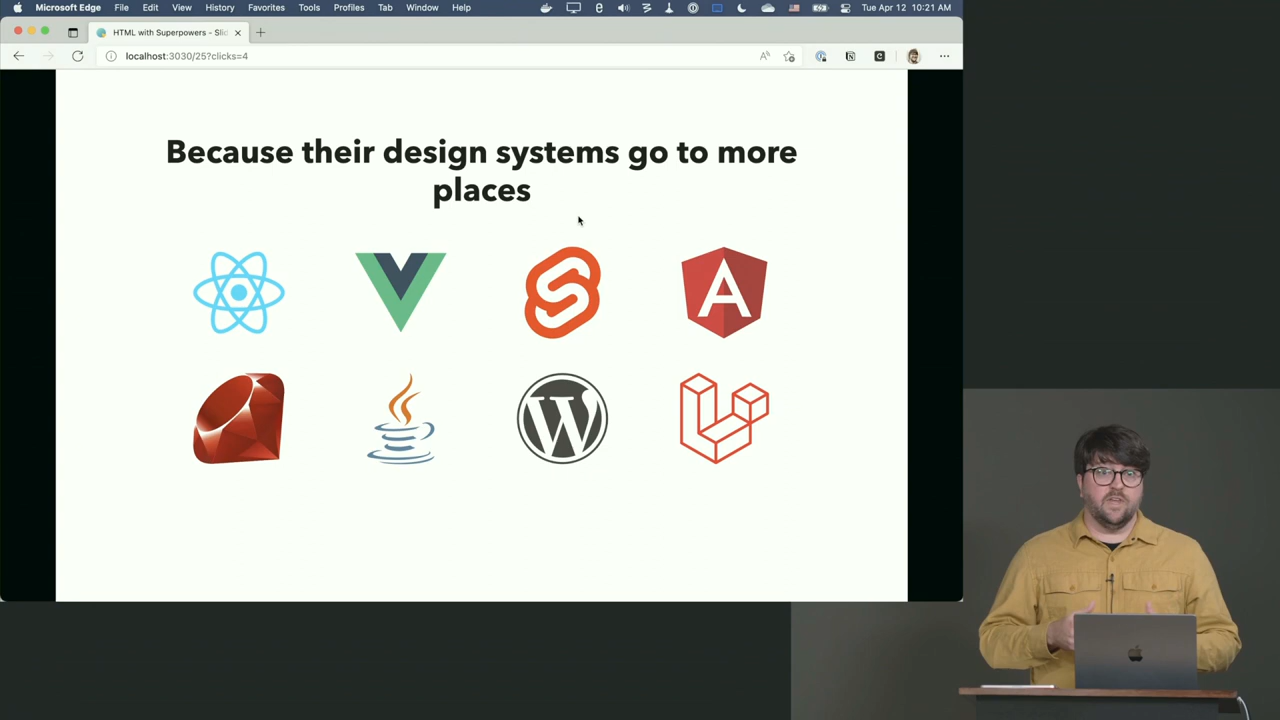 Microsoft Edge File Edit View History Favorites Tools Profiles Tab Window Help Tue Apr 12 10:21 AM
HTML with Superpowers - Slid
localhost:3030/25?clicks=4
Because their design systems go to more
places